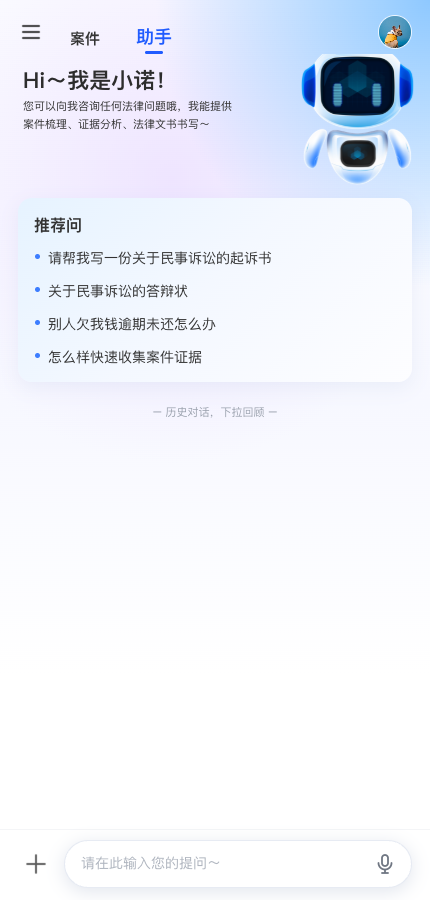 案件
助手
Hi～我是小诺！
您可以向我咨询任何法律问题哦，我能提供
案件梳理、证据分析、法律文书书写～
推荐问
请帮我写一份关于民事诉讼的起诉书
关于民事诉讼的答辩状
别人欠我钱逾期未还怎么办
怎么样快速收集案件证据
— 历史对话，下拉回顾 —
请在此输入您的提问～